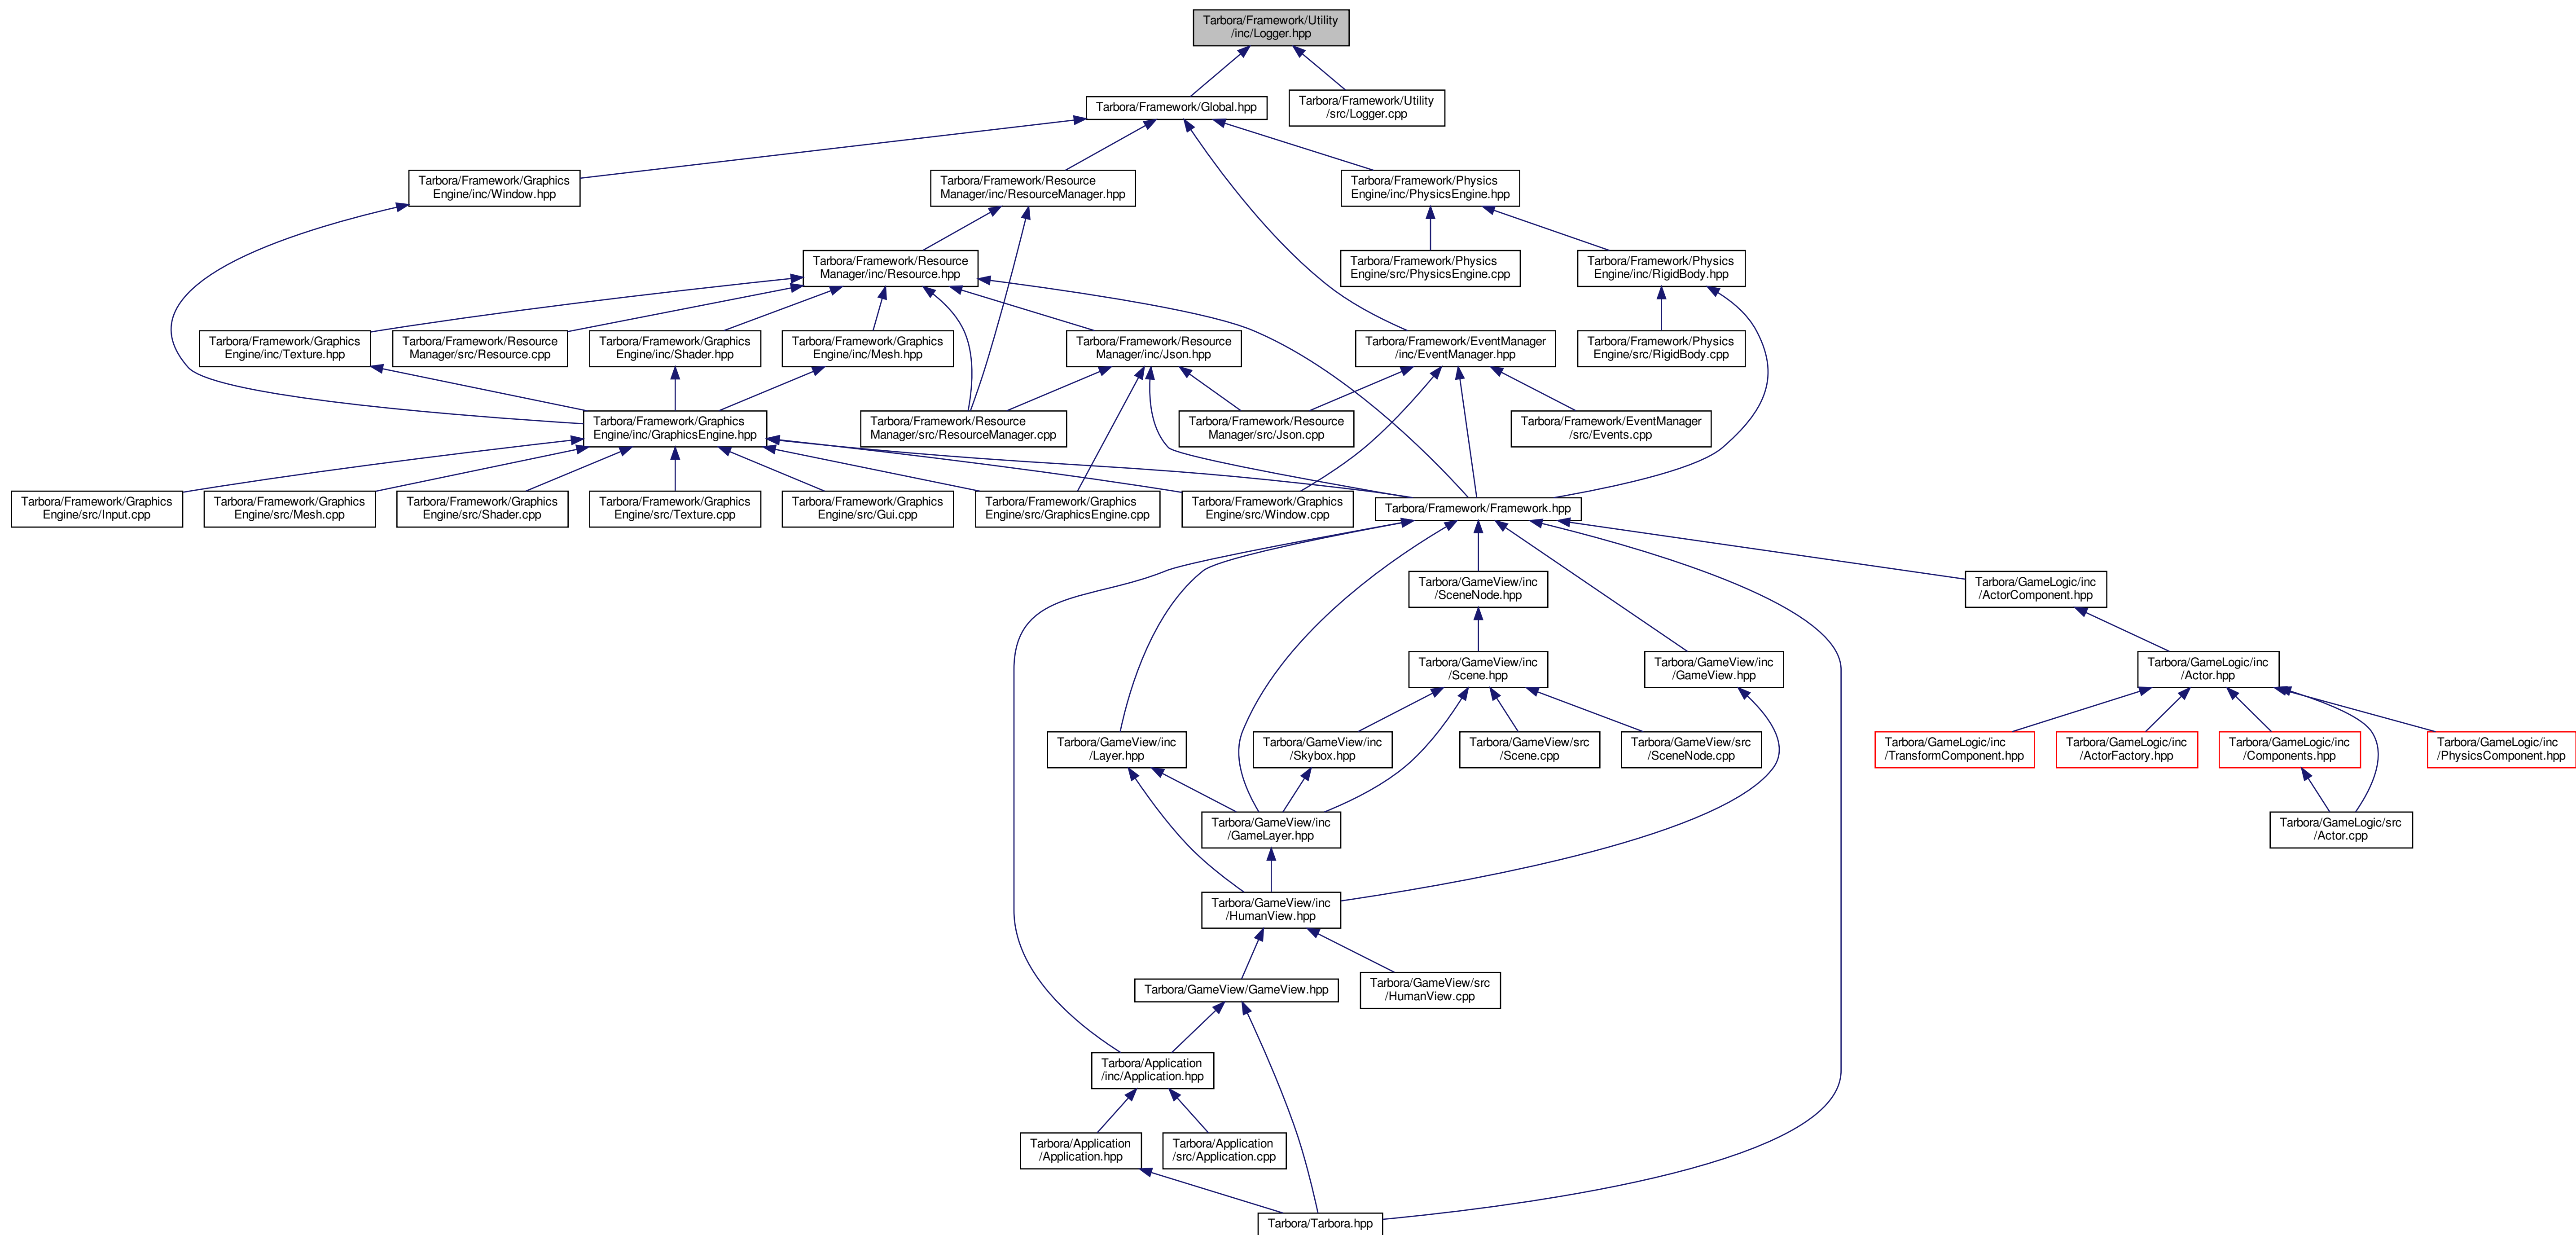 Tarbora/Framework/Utility
/inc/Logger.hpp
Tarbora/Framework/Global.hpp
Tarbora/Framework/Utility
/src/Logger.cpp
Tarbora/Framework/Graphics
Engine/inc/Window.hpp
Tarbora/Framework/Resource
Manager/inc/ResourceManager.hpp
Tarbora/Framework/Physics
Engine/inc/PhysicsEngine.hpp
Tarbora/Framework/Resource
Manager/inc/Resource.hpp
Tarbora/Framework/Physics
Engine/src/PhysicsEngine.cpp
Tarbora/Framework/Physics
Engine/inc/RigidBody.hpp
Tarbora/Framework/Graphics
Engine/inc/Texture.hpp
Tarbora/Framework/Resource
Manager/src/Resource.cpp
Tarbora/Framework/Graphics
Engine/inc/Shader.hpp
Tarbora/Framework/Graphics
Engine/inc/Mesh.hpp
Tarbora/Framework/Resource
Manager/inc/Json.hpp
Tarbora/Framework/EventManager
/inc/EventManager.hpp
Tarbora/Framework/Physics
Engine/src/RigidBody.cpp
Tarbora/Framework/Graphics
Engine/inc/GraphicsEngine.hpp
Tarbora/Framework/Resource
Manager/src/ResourceManager.cpp
Tarbora/Framework/Resource
Manager/src/Json.cpp
Tarbora/Framework/EventManager
/src/Events.cpp
Tarbora/Framework/Graphics
Engine/src/Input.cpp
Tarbora/Framework/Graphics
Engine/src/Mesh.cpp
Tarbora/Framework/Graphics
Engine/src/Shader.cpp
Tarbora/Framework/Graphics
Engine/src/Texture.cpp
Tarbora/Framework/Graphics
Engine/src/Gui.cpp
Tarbora/Framework/Graphics
Engine/src/GraphicsEngine.cpp
Tarbora/Framework/Graphics
Engine/src/Window.cpp
Tarbora/Framework/Framework.hpp
Tarbora/GameView/inc
/SceneNode.hpp
Tarbora/GameLogic/inc
/ActorComponent.hpp
Tarbora/GameView/inc
/Scene.hpp
Tarbora/GameView/inc
/GameView.hpp
Tarbora/GameLogic/inc
/Actor.hpp
Tarbora/GameView/inc
/Layer.hpp
Tarbora/GameView/inc
/Skybox.hpp
Tarbora/GameView/src
/Scene.cpp
Tarbora/GameView/src
/SceneNode.cpp
Tarbora/GameLogic/inc
/TransformComponent.hpp
Tarbora/GameLogic/inc
/ActorFactory.hpp
Tarbora/GameLogic/inc
/Components.hpp
Tarbora/GameLogic/inc
/PhysicsComponent.hpp
Tarbora/GameView/inc
/GameLayer.hpp
Tarbora/GameLogic/src
/Actor.cpp
Tarbora/GameView/inc
/HumanView.hpp
Tarbora/GameView/GameView.hpp
Tarbora/GameView/src
/HumanView.cpp
Tarbora/Application
/inc/Application.hpp
Tarbora/Application
/Application.hpp
Tarbora/Application
/src/Application.cpp
Tarbora/Tarbora.hpp